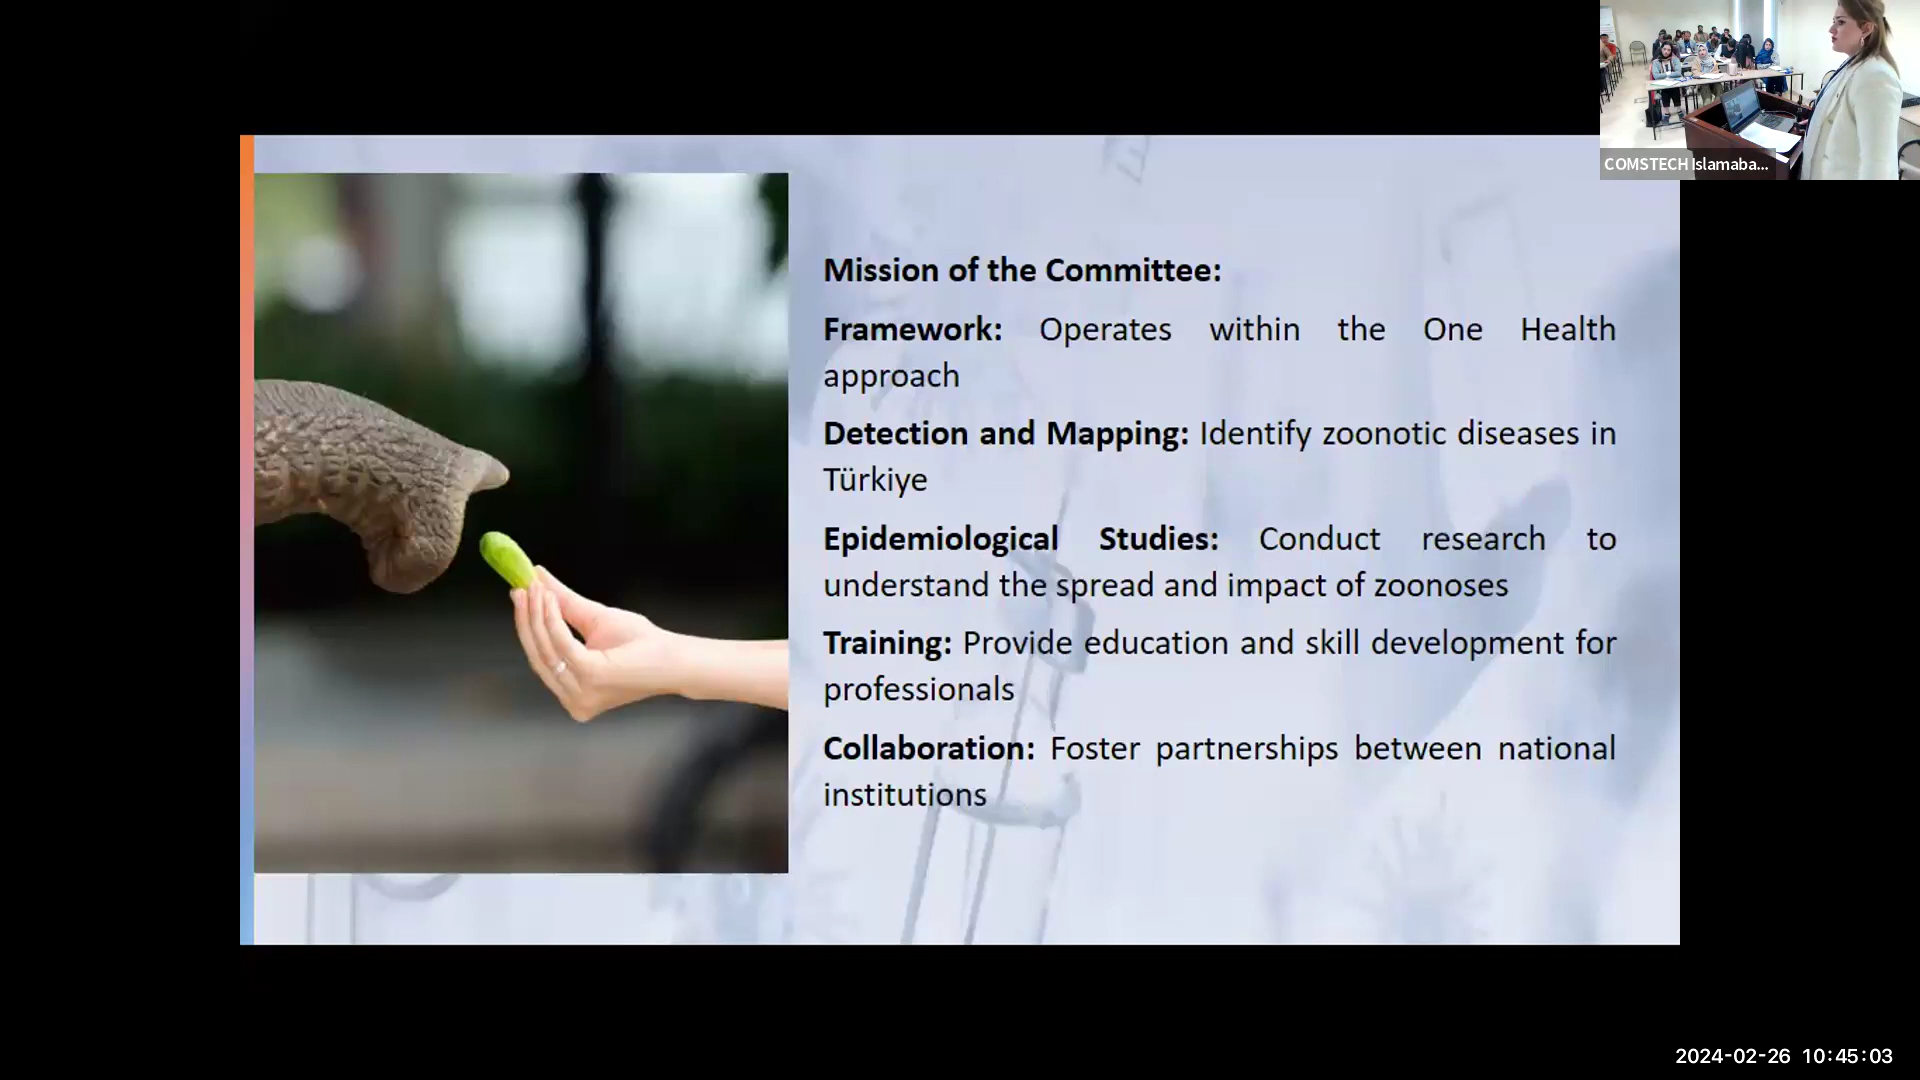 COMSTECH Islamaba...
Mission of the Committee:
Framework: Operates within the One Health
approach
Detection and Mapping: Identify zoonotic diseases in
Türkiye
Epidemiological Studies: Conduct research to
understand the spread and impact of zoonoses
Training: Provide education and skill development for
professionals
Collaboration: Foster partnerships between national
institutions
2024-02-26 10:45:03